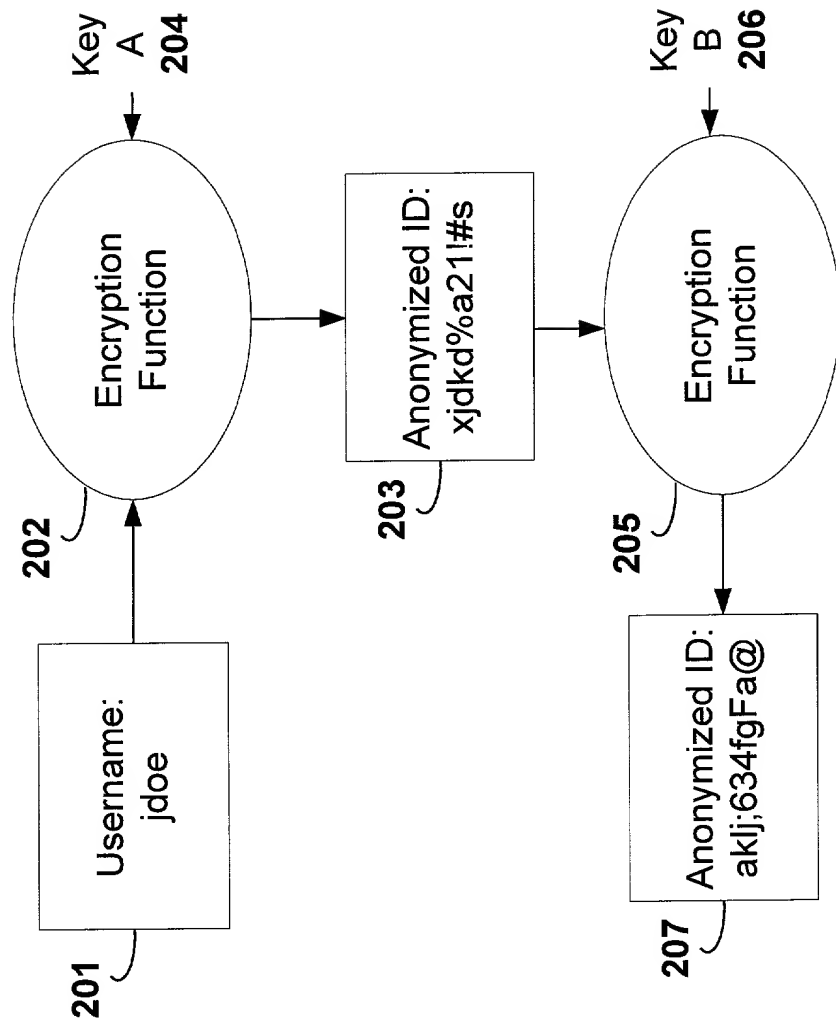 201
Username:
jdoe
202
Encryption
Function
Key
A
204
203
Anonymized ID:
xjdkd%a21!#s
205
Encryption
Function
Key
B
206
207
Anonymized ID:
aklj;634fgFa@